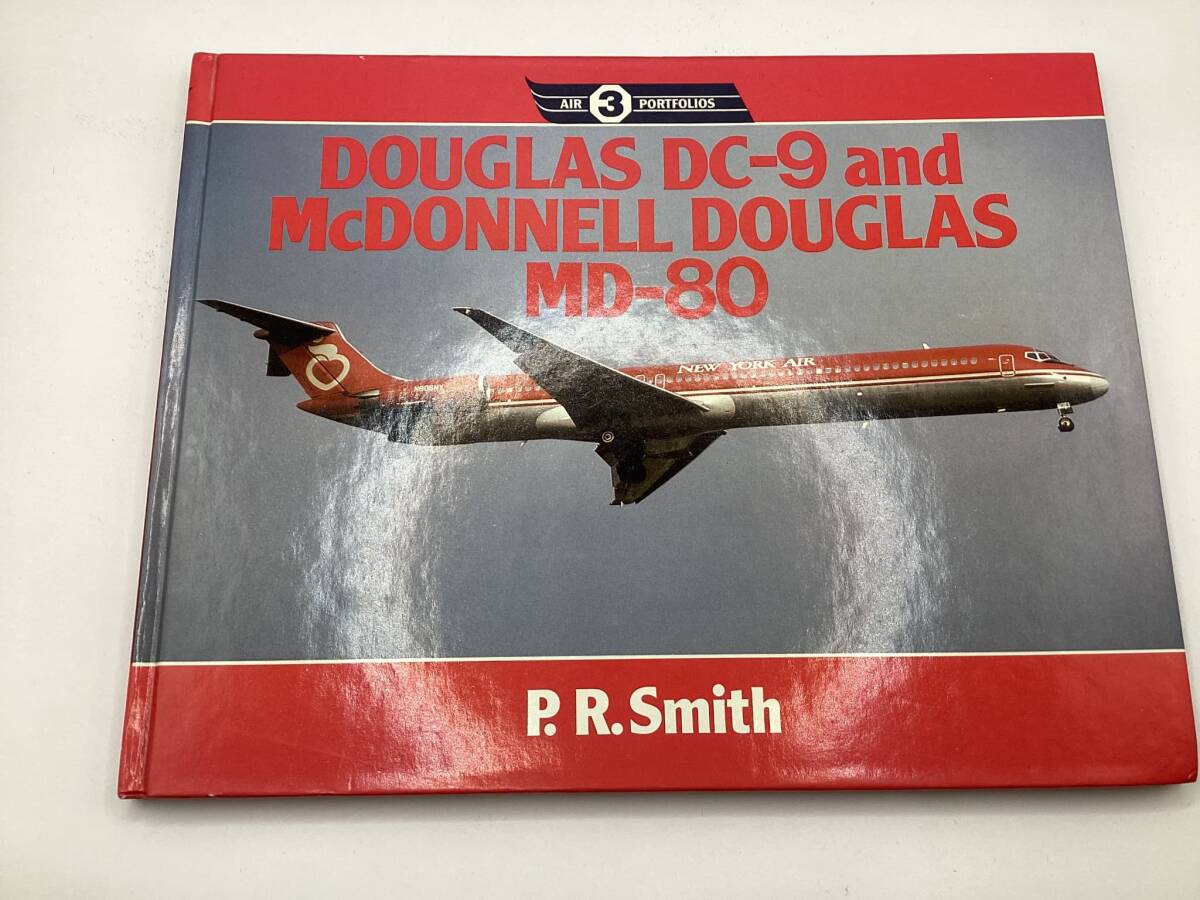 AIR 3 PORTFOLIOS
DOUGLAS DC-9 and
McDONNELL DOUGLAS
MD-80
NEW YORK AIR
P. R. Smith